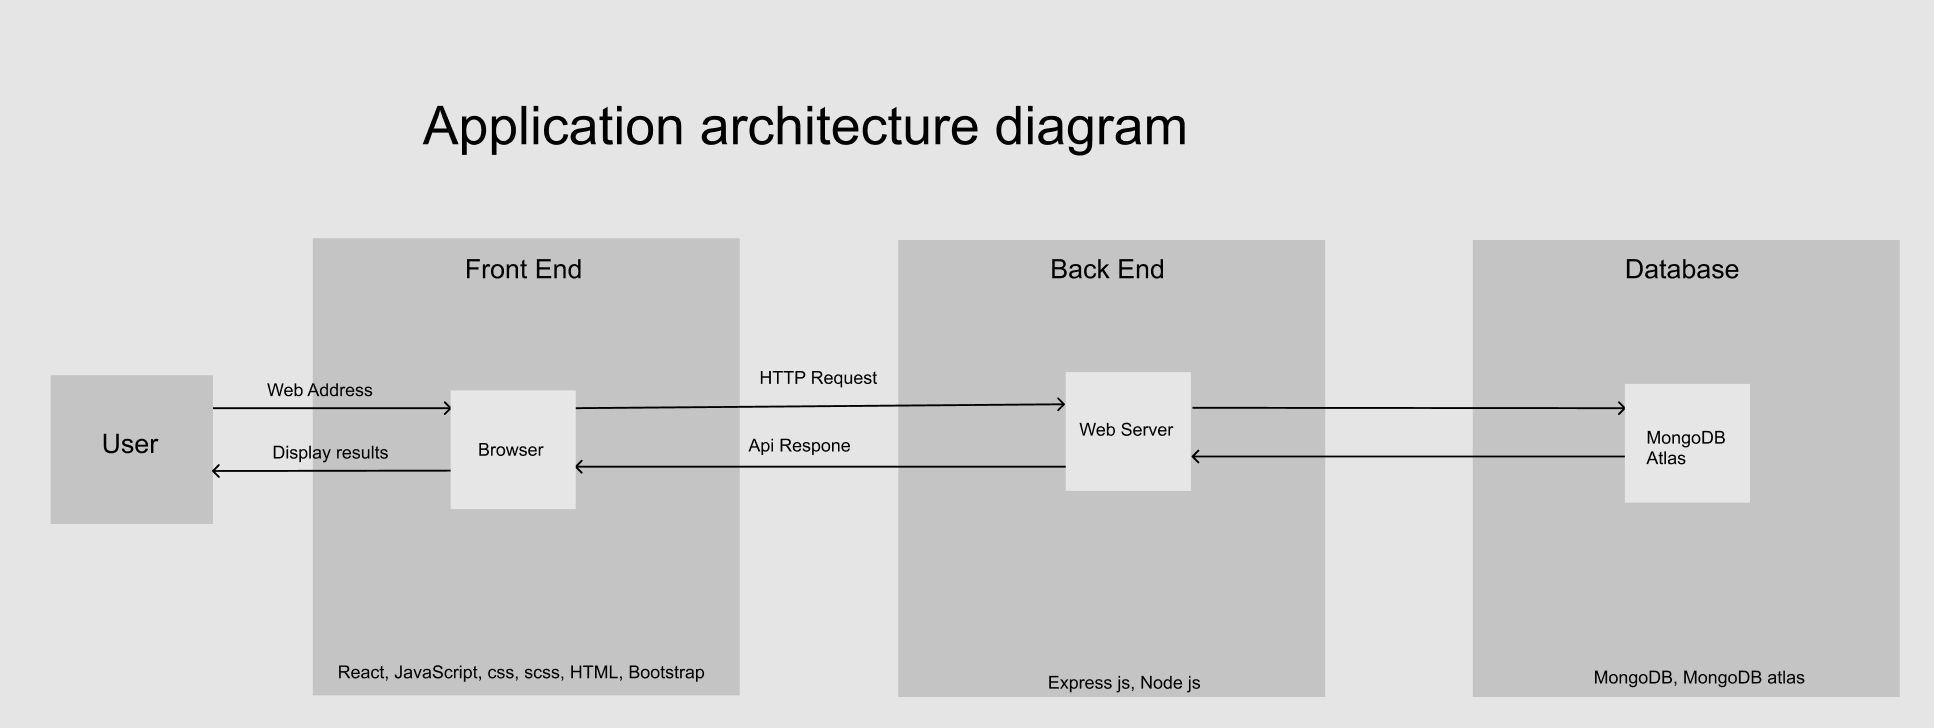 Application architecture diagram
Front End
Back End
Database
User
Web Address
Display results
Browser
HTTP Request
Api Respone
Web Server
MongoDB
Atlas
React, JavaScript, css, scss, HTML, Bootstrap
Express js, Node js
MongoDB, MongoDB atlas